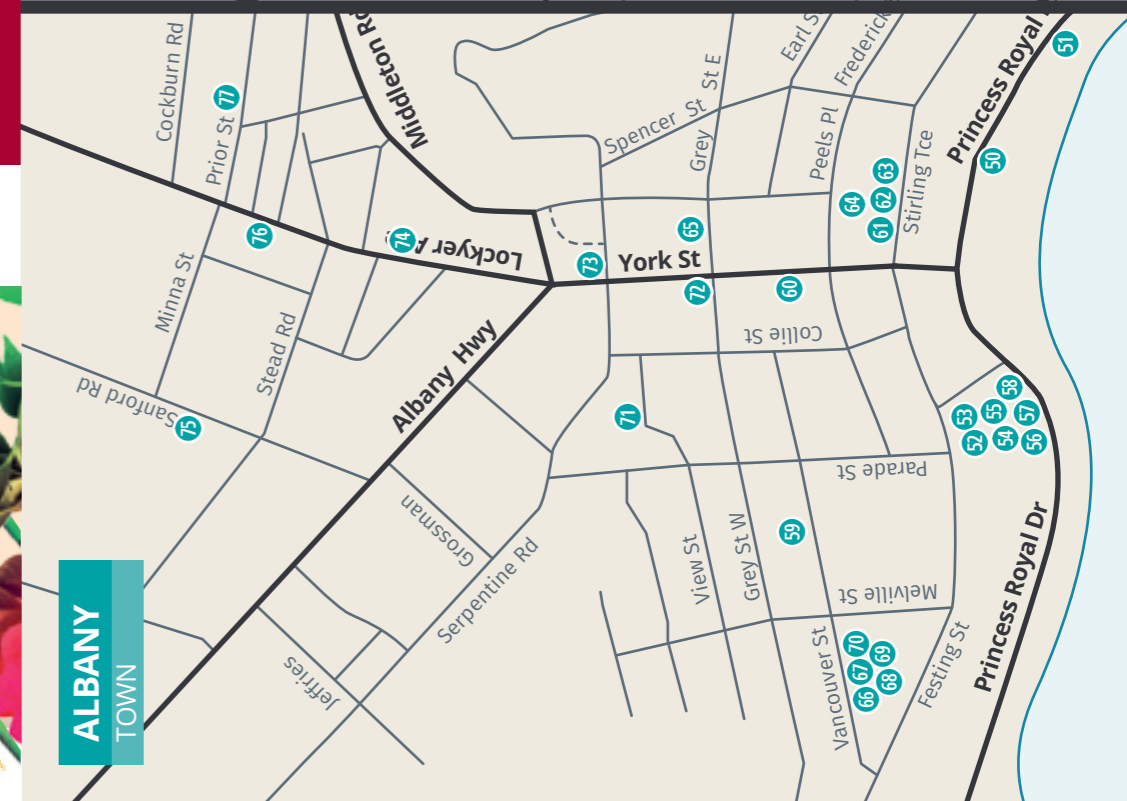 ALBANY
TOWN
Cockburn Rd
Prior St
77
Middleton Rd
Minna St
76
74
Lockyer A
Sanford Rd
75
Stead Rd
Albany Hwy
Grossman
Jeffries
Serpentine Rd
Spencer St
Grey St E
Earl S
Frederick
Peels Pl
Stirling Tce
Princess Royal
51
50
63
62
64
61
65
73
York St
72
60
Collie St
71
53
55
58
52
54
57
56
Parade St
View St
Grey St W
59
Melville St
Vancouver St
70
69
67
68
66
Festing St
Princess Royal Dr